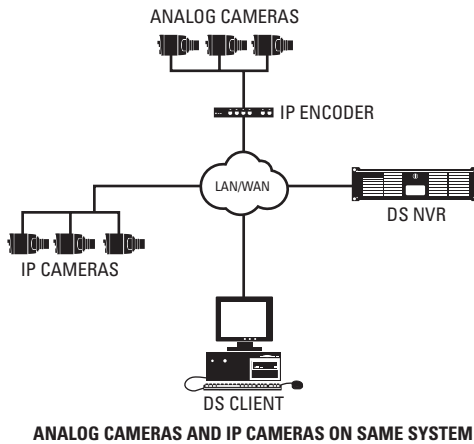 ANALOG CAMERAS
IP ENCODER
LAN/WAN
DS NVR
IP CAMERAS
DS CLIENT
ANALOG CAMERAS AND IP CAMERAS ON SAME SYSTEM